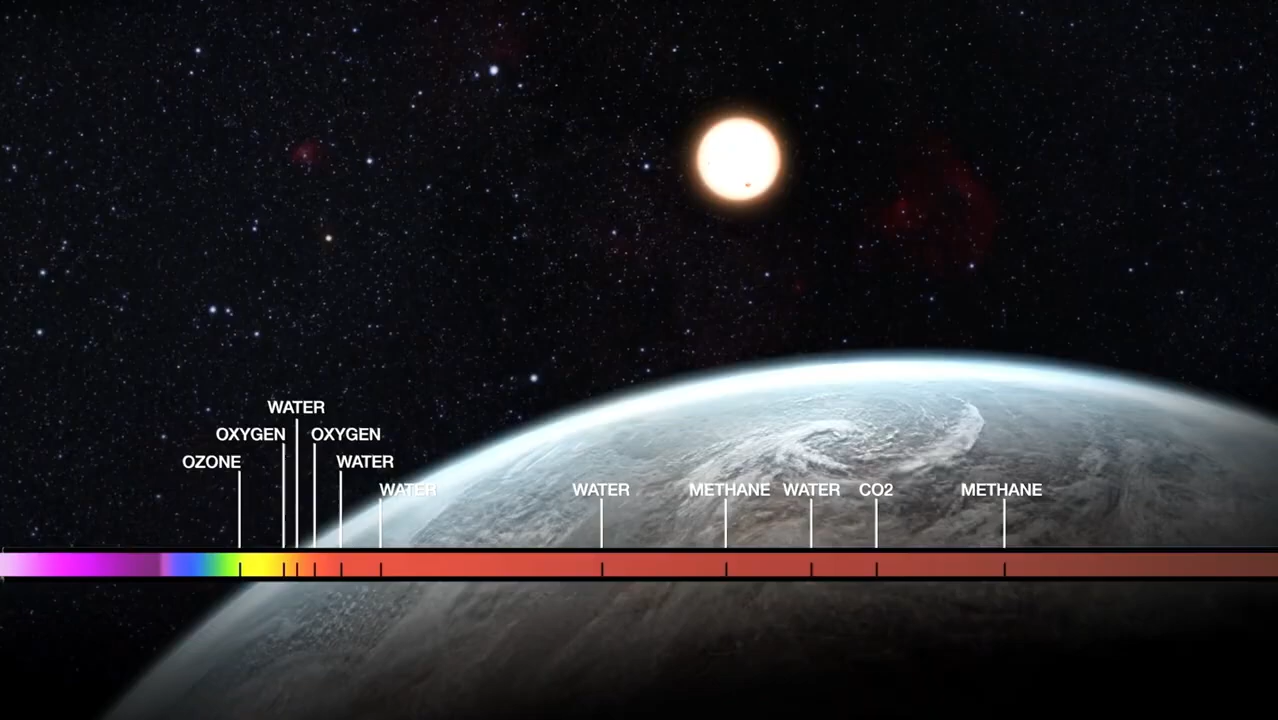 WATER
OXYGEN OXYGEN
OZONE WATER
WATER WATER METHANE WATER CO2 METHANE